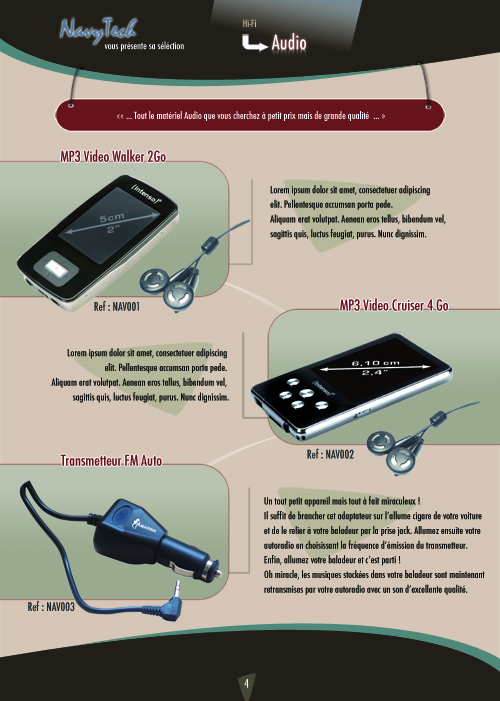 NavyTech
vous présente sa séléction
Hi-Fi
Audio
«« ... Tout le matériel Audio que vous cherchez à petit prix mais de grande qualité ... »
MP3 Video Walker 2Go
(intenso)®
5cm
2"
Ref : NAV001
Lorem ipsum dolor sit amet, consectetuer adipiscing
elit. Pellentesque accumsan porta pede.
Aliquam erat volutpat. Aenean eros tellus, bibendum vel,
sagittis quis, luctus feugiat, purus. Nunc dignissim.
MP3 Video Cruiser 4 Go
6,10 cm
2,4"
(intenso)®
Ref : NAV002
Lorem ipsum dolor sit amet, consectetuer adipiscing
elit. Pellentesque accumsan porta pede.
Aliquam erat volutpat. Aenean eros tellus, bibendum vel,
sagittis quis, luctus feugiat, purus. Nunc dignissim.
Transmetteur FM Auto
Ref : NAV003
Un tout petit appareil mais tout à fait miraculeux !
Il suffit de brancher cet adaptateur sur l'allume cigare de votre voiture
et de le relier à votre baladeur par la prise jack. Allumez ensuite votre
autoradio en choisissant la fréquence d'émission du transmetteur.
Enfin, allumez votre baladeur et c'est parti !
Oh miracle, les musiques stockées dans votre baladeur sont maintenant
retransmises par votre autoradio avec un son d'excellente qualité.
4